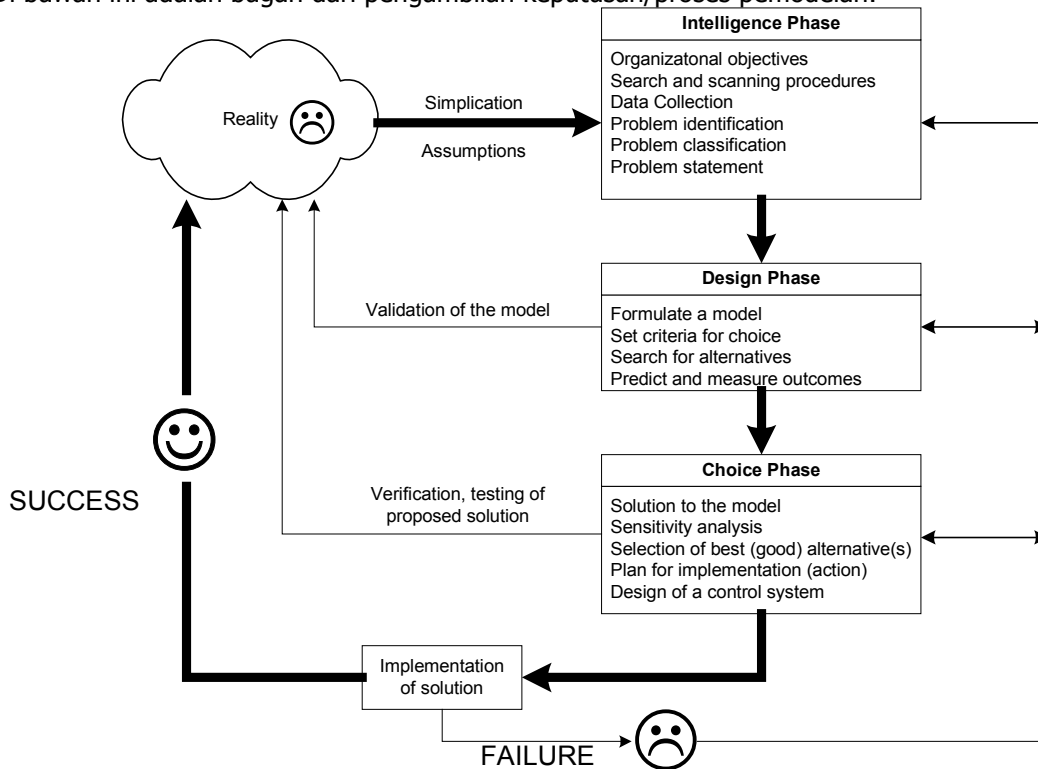 Di bawah ini adalah bagan dari pengambilan keputusan/proses pemodelan.
Intelligence Phase
Organizatonal objectives
Search and scanning procedures
Data Collection
Problem identification
Problem classification
Problem statement
Reality
Simplication
Assumptions
Design Phase
Formulate a model
Set criteria for choice
Search for alternatives
Predict and measure outcomes
Validation of the model
Choice Phase
Solution to the model
Sensitivity analysis
Selection of best (good) alternative(s)
Plan for implementation (action)
Design of a control system
Verification, testing of
proposed solution
SUCCESS
Implementation
of solution
FAILURE